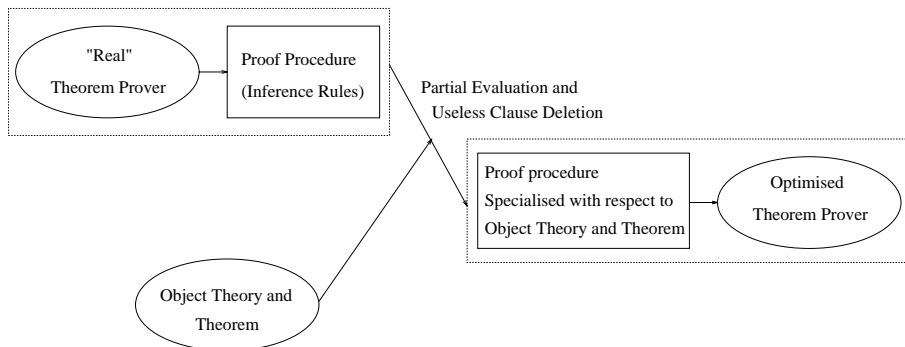 "Real"
Theorem Prover
Proof Procedure
(Inference Rules)
Partial Evaluation and
Useless Clause Deletion
Proof procedure
Specialised with respect to
Object Theory and Theorem
Optimised
Theorem Prover
Object Theory and
Theorem